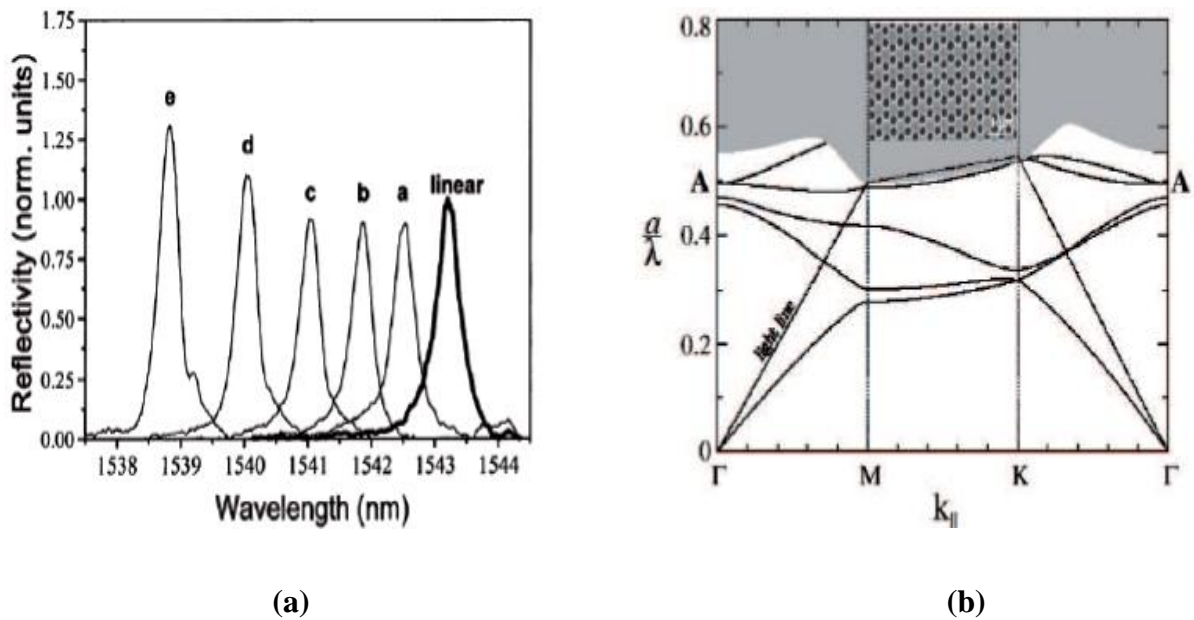 1.75
1.50
1.25
1.00
0.75
0.50
0.25
0.00
Reflectivity (norm. units)
e
d
c
b
a
linear
1538 1539 1540 1541 1542 1543 1544
Wavelength (nm)
(a)
0.8
0.6
A
A
a
λ
0.4
0.2
0
light line
Γ M K Γ
k||
(b)